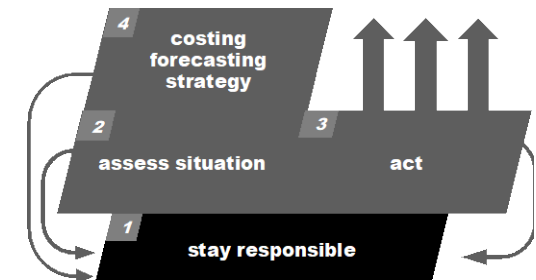 4
costing
forecasting
strategy
2
assess situation
3
act
1
stay responsible